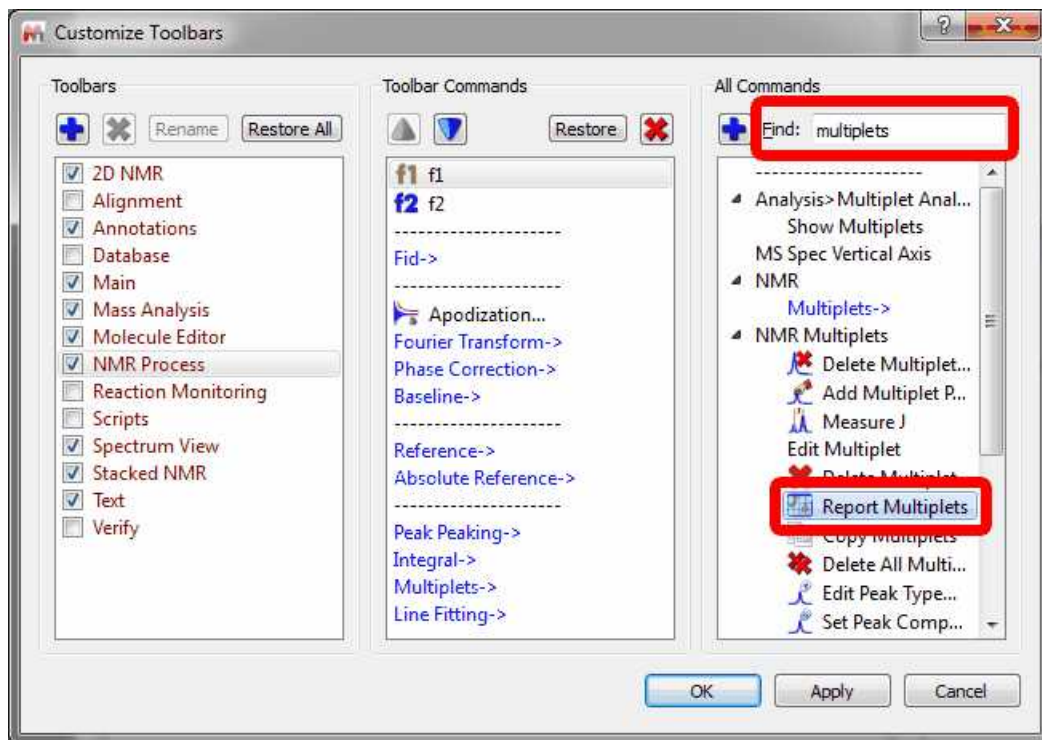 Customize Toolbars
Toolbars
Rename
Restore All
2D NMR
Alignment
Annotations
Database
Main
Mass Analysis
Molecule Editor
NMR Process
Reaction Monitoring
Scripts
Spectrum View
Stacked NMR
Text
Verify
Toolbar Commands
Restore
f1 f1
f2 f2
---------------------
Fid->
---------------------
Apodization...
Fourier Transform->
Phase Correction->
Baseline->
---------------------
Reference->
Absolute Reference->
---------------------
Peak Peaking->
Integral->
Multiplets->
Line Fitting->
All Commands
Find: multiplets
---------------------
Analysis>Multiplet Anal...
Show Multiplets
MS Spec Vertical Axis
NMR
Multiplets->
NMR Multiplets
Delete Multiplet...
Add Multiplet P...
Measure J
Edit Multiplet
Delete Multiplet
Report Multiplets
Copy Multiplets
Delete All Multi...
Edit Peak Type...
Set Peak Comp...
OK
Apply
Cancel